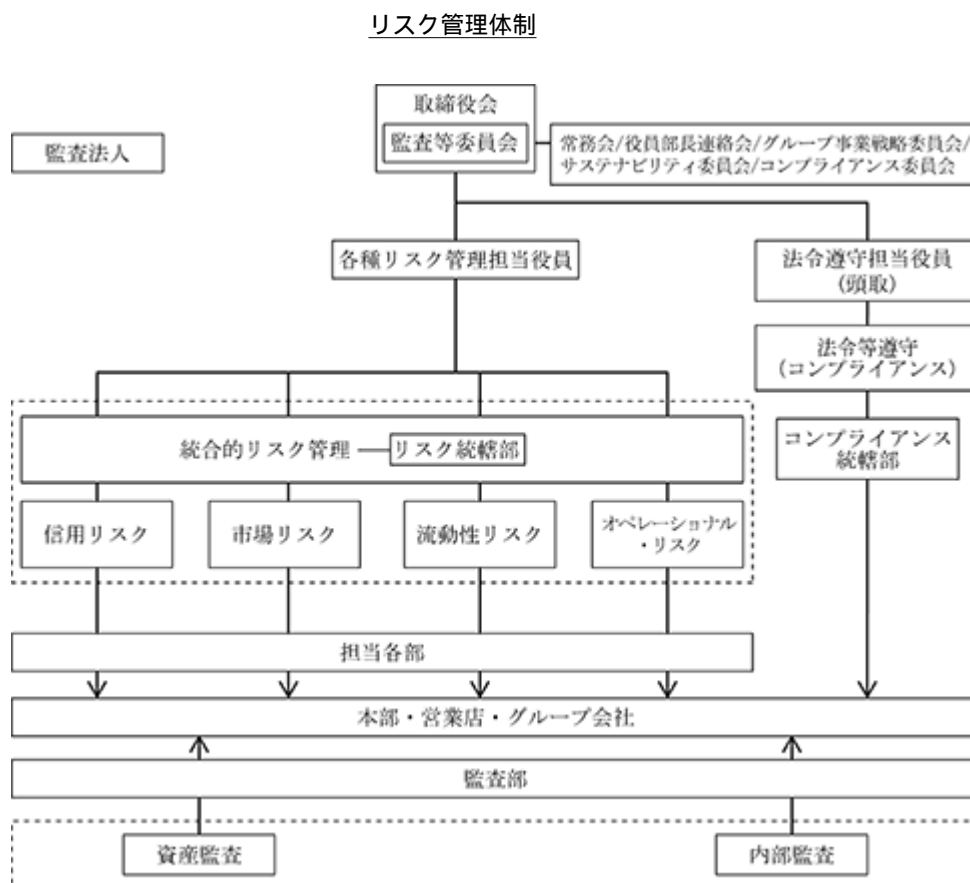 リスク管理体制
取締役会
監査等委員会
監査法人
常務会/役員部長連絡会/グループ事業戦略委員会/
サステナビリティ委員会/コンプライアンス委員会
各種リスク管理担当役員
法令遵守担当役員
(頭取)
法令等遵守
(コンプライアンス)
統合的リスク管理
リスク統轄部
コンプライアンス
統轄部
信用リスク
市場リスク
流動性リスク
オペレーショナル
・リスク
担当各部
本部・営業店・グループ会社
監査部
資産監査
内部監査